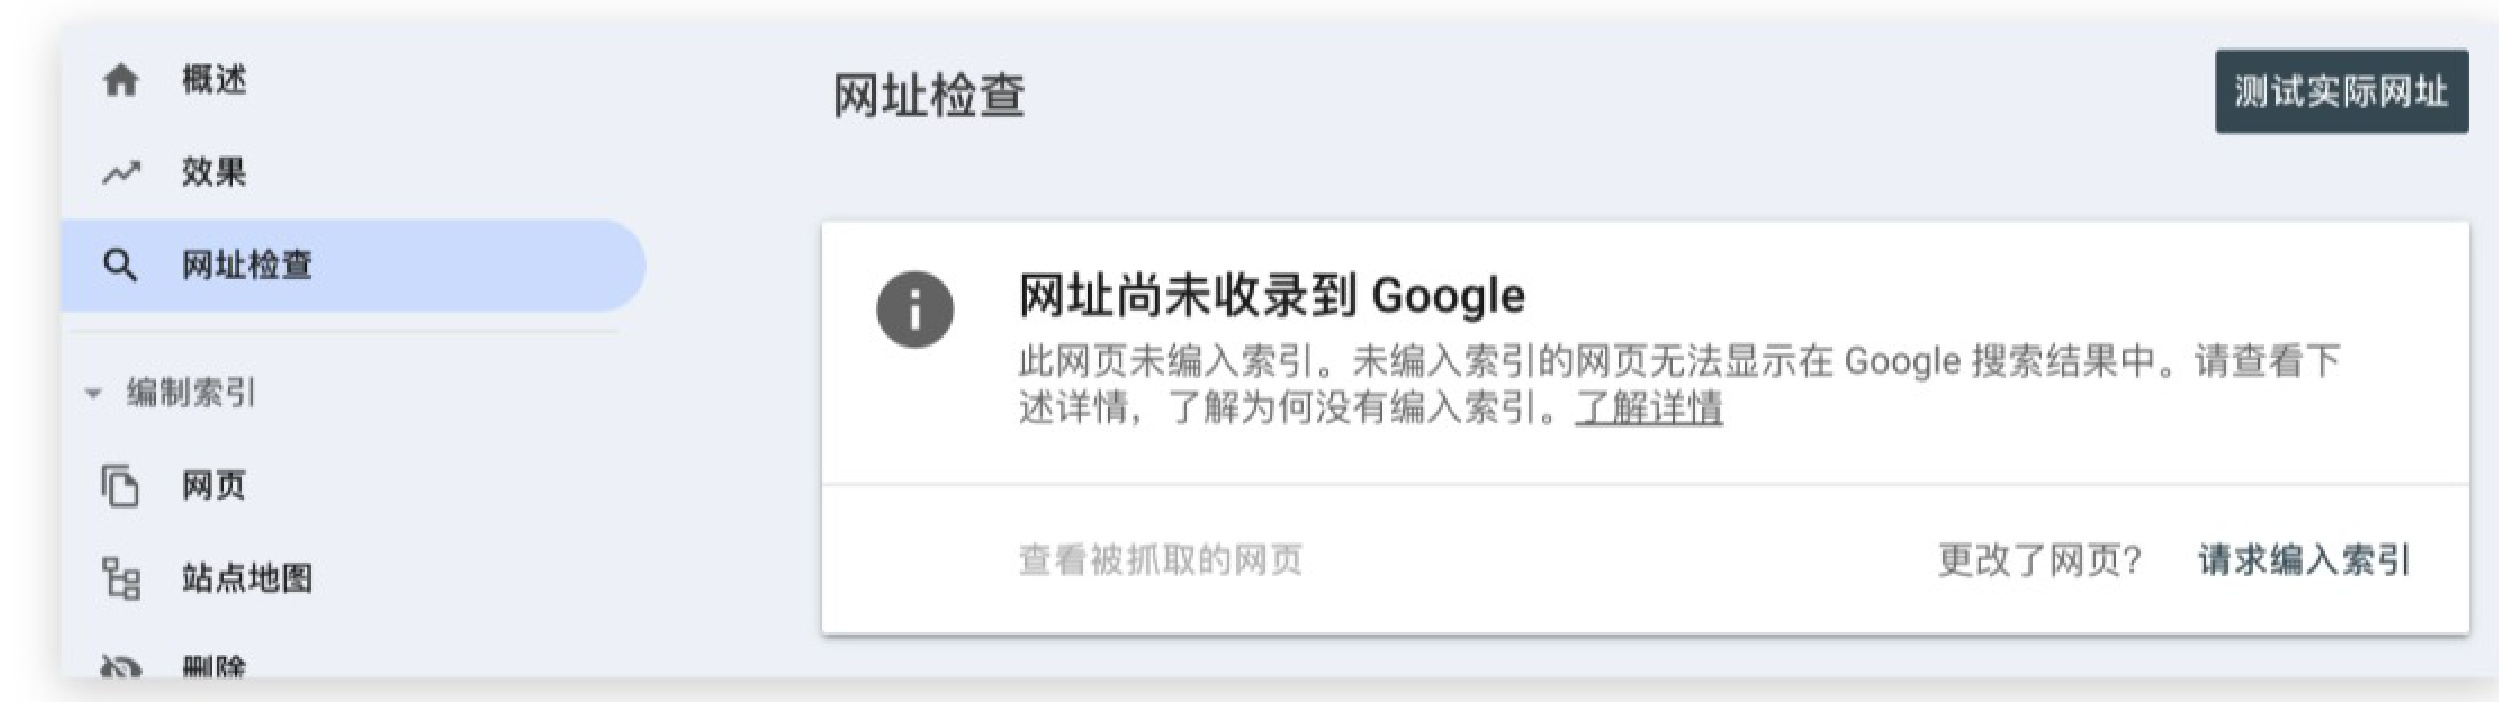 概述
效果
网址检查
编制索引
网页
站点地图
删除
网址检查
测试实际网址
网址尚未收录到 Google
此网页未编入索引。未编入索引的网页无法显示在 Google 搜索结果中。请查看下
述详情，了解为何没有编入索引。了解详情
查看被抓取的网页
更改了网页？ 请求编入索引